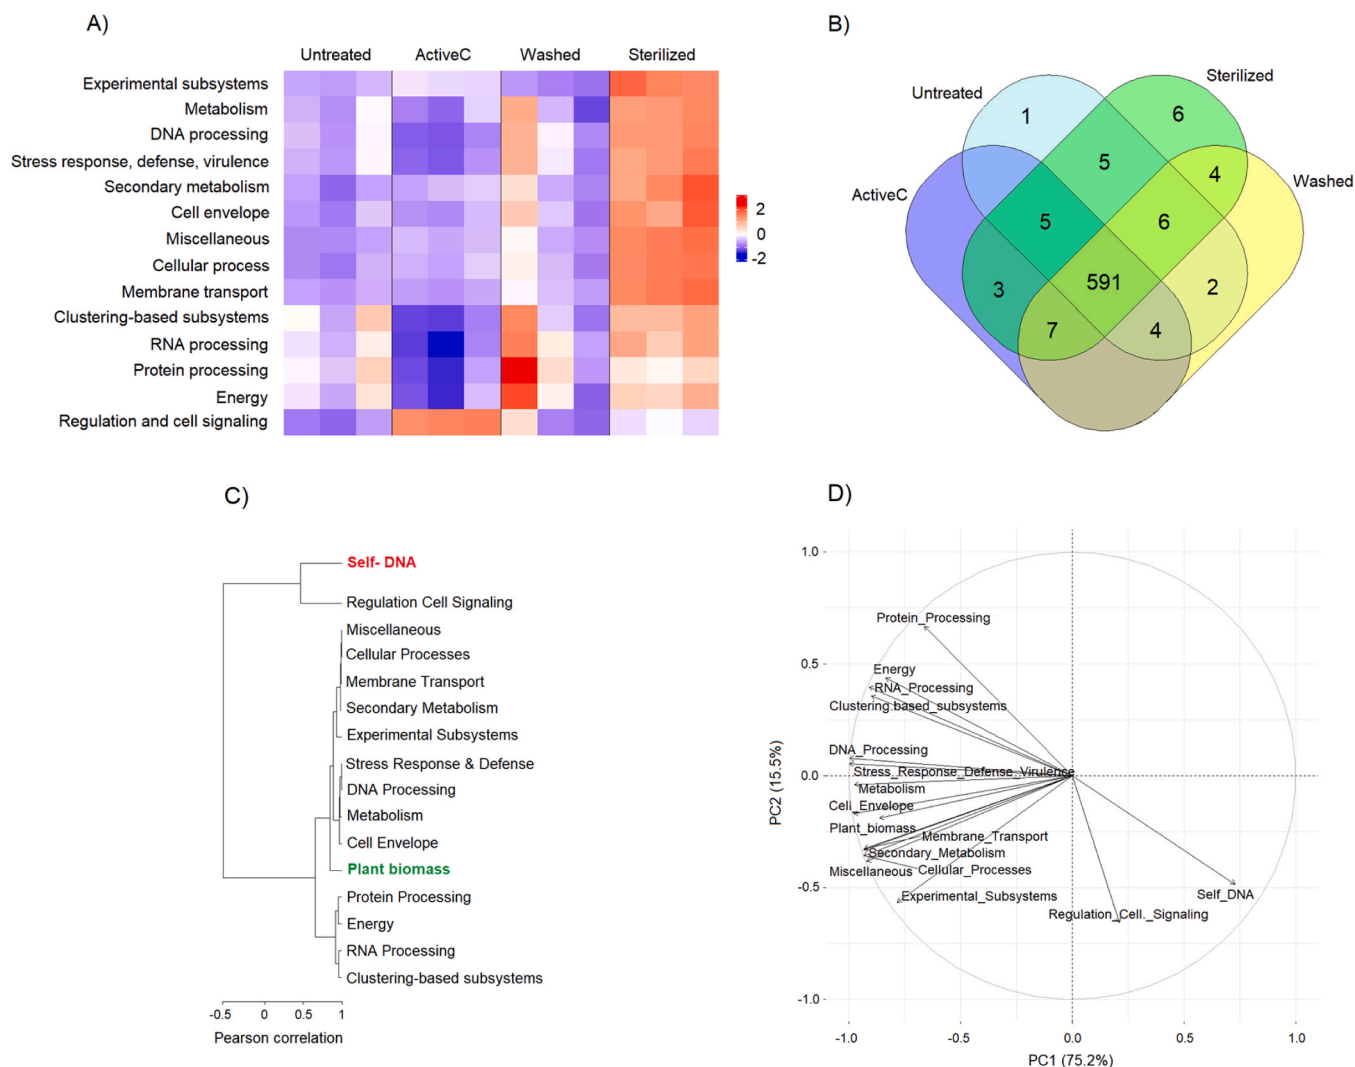 A)
Untreated ActiveC Washed Sterilized
Experimental subsystems
Metabolism
DNA processing
Stress response, defense, virulence
Secondary metabolism
Cell envelope
Miscellaneous
Cellular process
Membrane transport
Clustering-based subsystems
RNA processing
Protein processing
Energy
Regulation and cell signaling
2
0
-2
B)
Sterilized
Untreated
Washed
ActiveC
1
6
5
4
5
6
3
591
2
7
4
C)
Self- DNA
Regulation Cell Signaling
Miscellaneous
Cellular Processes
Membrane Transport
Secondary Metabolism
Experimental Subsystems
Stress Response & Defense
DNA Processing
Metabolism
Cell Envelope
Plant biomass
Protein Processing
Energy
RNA Processing
Clustering-based subsystems
-0.5 0 0.5 1
Pearson correlation
D)
1.0
0.5
0.0
-0.5
-1.0
PC2 (15.5%)
Protein_Processing
Energy
RNA_Processing
Clustering.based_subsystems
DNA_Processing
Stress_Response_Defense_Virulence
Metabolism
Cell_Envelope
Plant_biomass
Membrane_Transport
Secondary_Metabolism
Miscellaneous
Cellular_Processes
Experimental_Subsystems
Self_DNA
Regulation_Cell._Signaling
-1.0 -0.5 0.0 0.5 1.0
PC1 (75.2%)